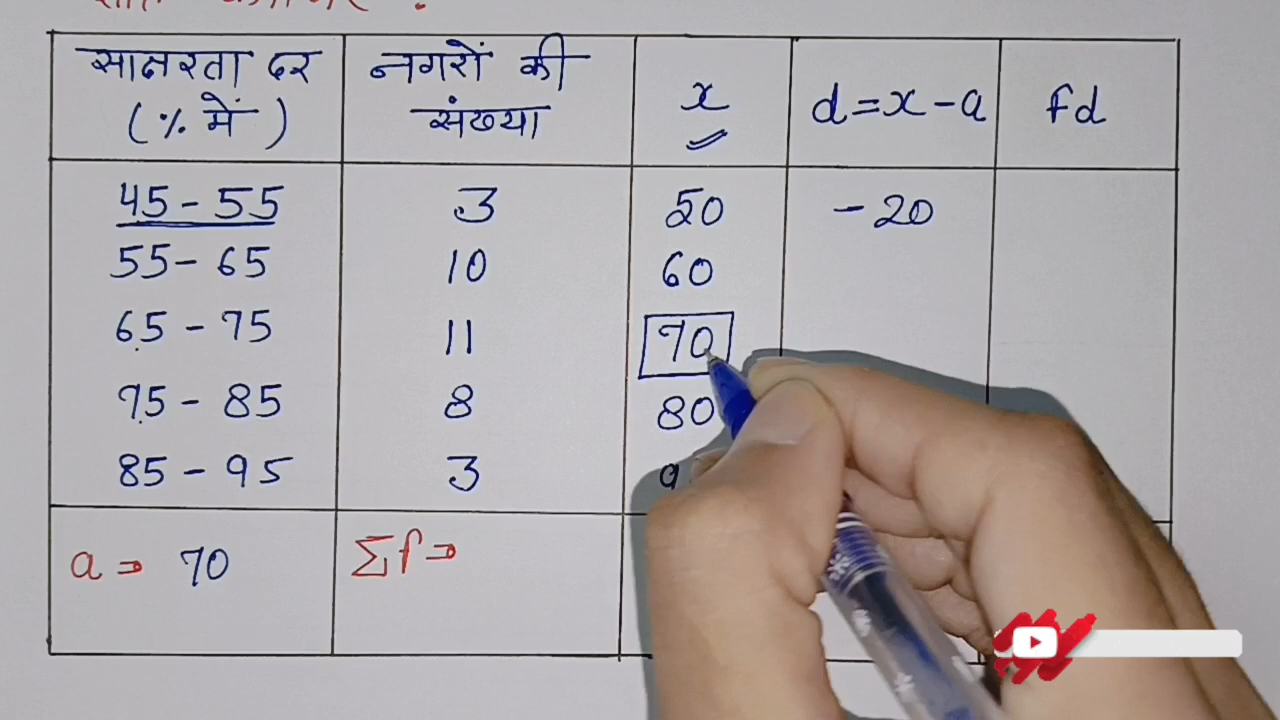 साक्षरता दर नगरों की
(% में) संख्या x d=x-a fd
45-55 3 50 -20
55-65 10 60
65-75 11 70
75-85 8 80
85-95 3 9
a ⇒ 70 Σf ⇒